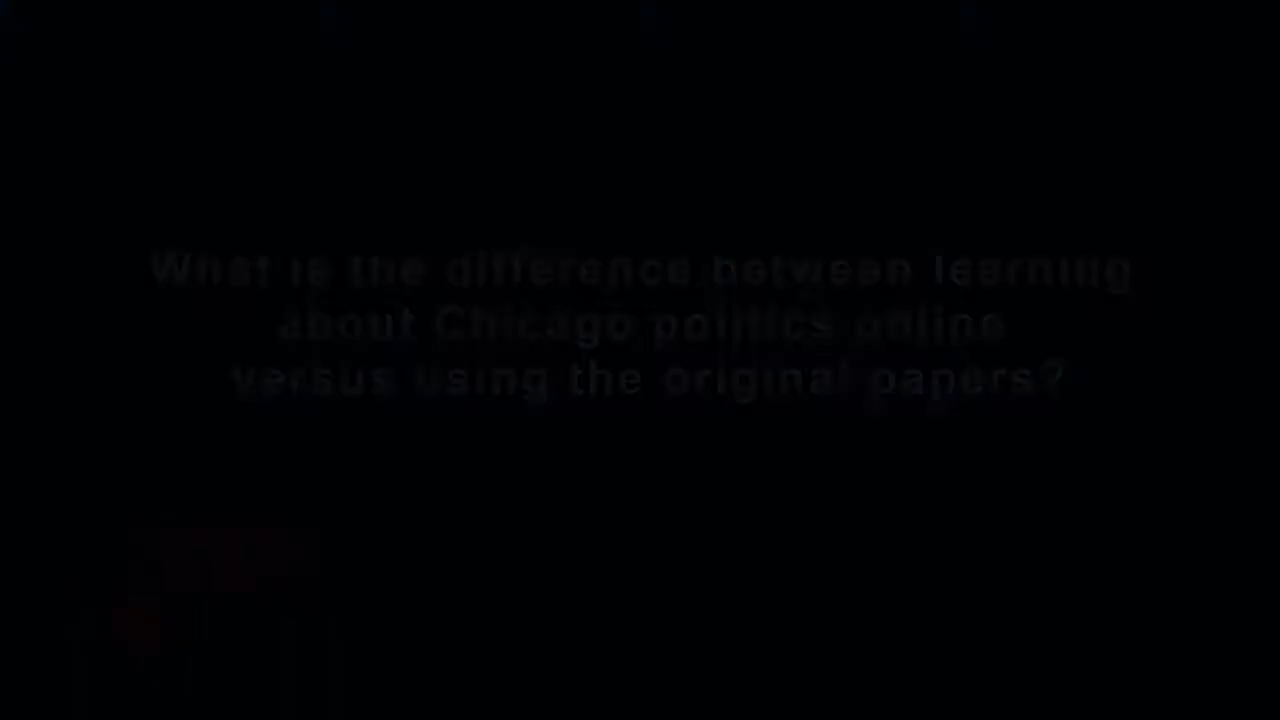 What is the difference between learning
about Chicago politics online
versus using the original papers?